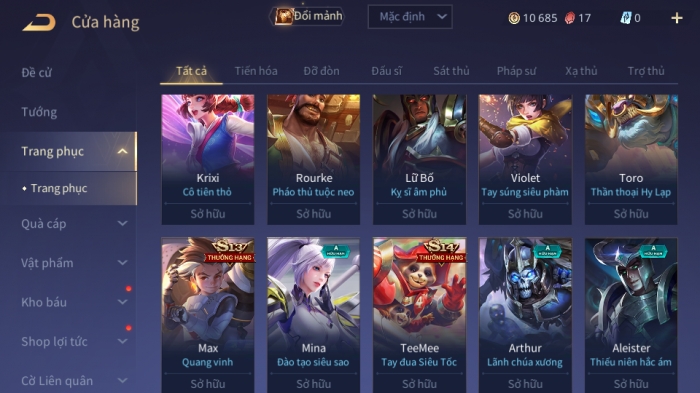 Cửa hàng
Đổi mảnh
Mặc định
10 685
17
0
Đề cử
Tướng
Trang phục
Trang phục
Quà cáp
Vật phẩm
Kho báu
Shop lợi tức
Cờ Liên quân
Tất cả Tiến hóa Đỡ đòn Đấu sĩ Sát thủ Pháp sư Xạ thủ Trợ thủ
Krixi
Cô tiên thỏ
Sở hữu
Rourke
Pháo thủ tuộc neo
Sở hữu
Lữ Bố
Kỵ sĩ âm phủ
Sở hữu
Violet
Tay súng siêu phàm
Sở hữu
Toro
Thần thoại Hy Lạp
Sở hữu
S13
THƯỞNG HẠNG
Max
Quang vinh
Sở hữu
A
HỮU HẠN
Mina
Đào tạo siêu sao
Sở hữu
S14
THƯỞNG HẠNG
TeeMee
Tay đua Siêu Tốc
Sở hữu
A
HỮU HẠN
Arthur
Lãnh chúa xương
Sở hữu
A
HỮU HẠN
Aleister
Thiếu niên hắc ám
Sở hữu